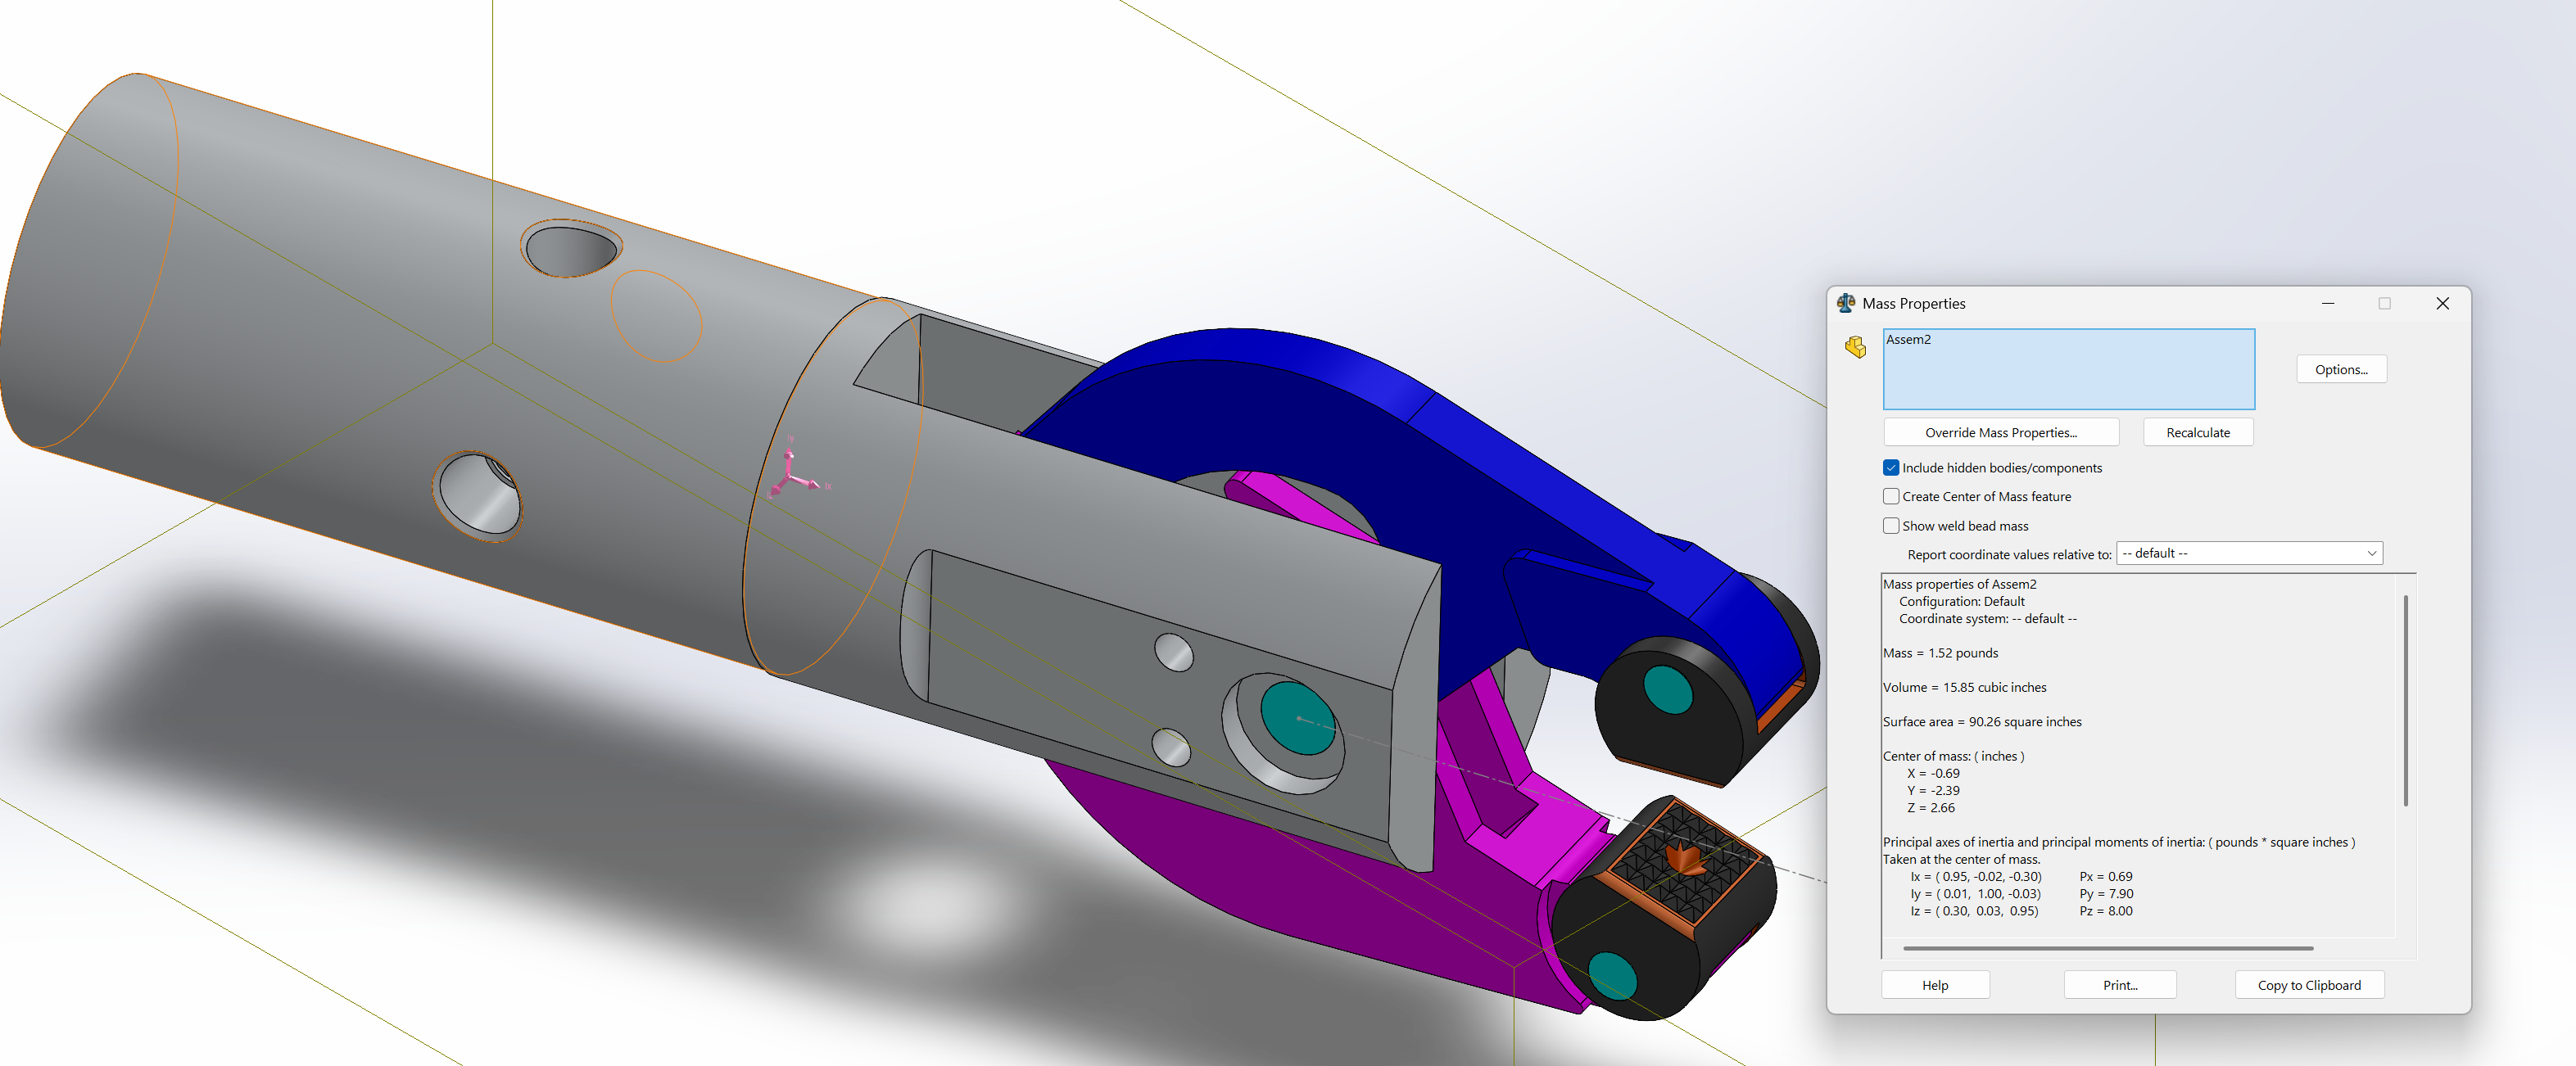 Mass Properties
Assem2
Options...
Override Mass Properties...
Recalculate
Include hidden bodies/components
Create Center of Mass feature
Show weld bead mass
Report coordinate values relative to:
-- default --
Mass properties of Assem2
Configuration: Default
Coordinate system: -- default --
Mass = 1.52 pounds
Volume = 15.85 cubic inches
Surface area = 90.26 square inches
Center of mass: ( inches )
X = -0.69
Y = -2.39
Z = 2.66
Principal axes of inertia and principal moments of inertia: ( pounds * square inches )
Taken at the center of mass.
Ix = ( 0.95, -0.02, -0.30) Px = 0.69
Iy = ( 0.01, 1.00, -0.03) Py = 7.90
Iz = ( 0.30, 0.03, 0.95) Pz = 8.00
Help
Print...
Copy to Clipboard
Iy
Ix